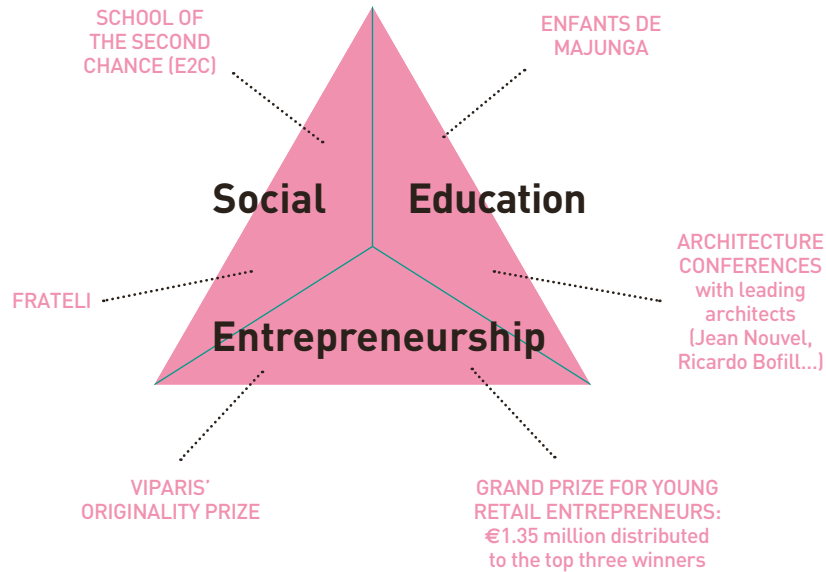 SCHOOL OF
THE SECOND
CHANCE (E2C)
ENFANTS DE
MAJUNGA
Social
Education
FRATELI
ARCHITECTURE
CONFERENCES
with leading
architects
(Jean Nouvel,
Ricardo Bofill...)
Entrepreneurship
VIPARIS’
ORIGINALITY PRIZE
GRAND PRIZE FOR YOUNG
RETAIL ENTREPRENEURS:
€1.35 million distributed
to the top three winners